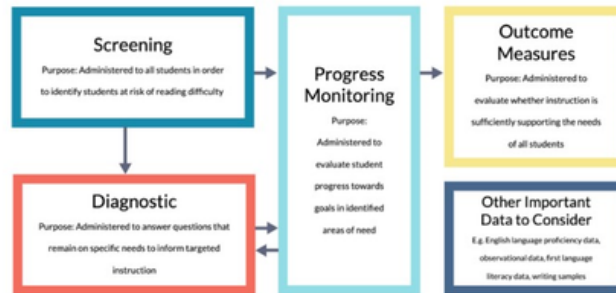 Screening
Purpose: Administered to all students in order
to identify students at risk of reading difficulty
Diagnostic
Purpose: Administered to answer questions that
remain on specific needs to inform targeted
instruction
Progress
Monitoring
Purpose:
Administered to
evaluate student
progress towards
goals in identified
areas of need
Outcome
Measures
Purpose: Administered to
evaluate whether instruction is
sufficiently supporting the needs
of all students
Other Important
Data to Consider
E.g. English language proficiency data,
observational data, first language
literacy data, writing samples